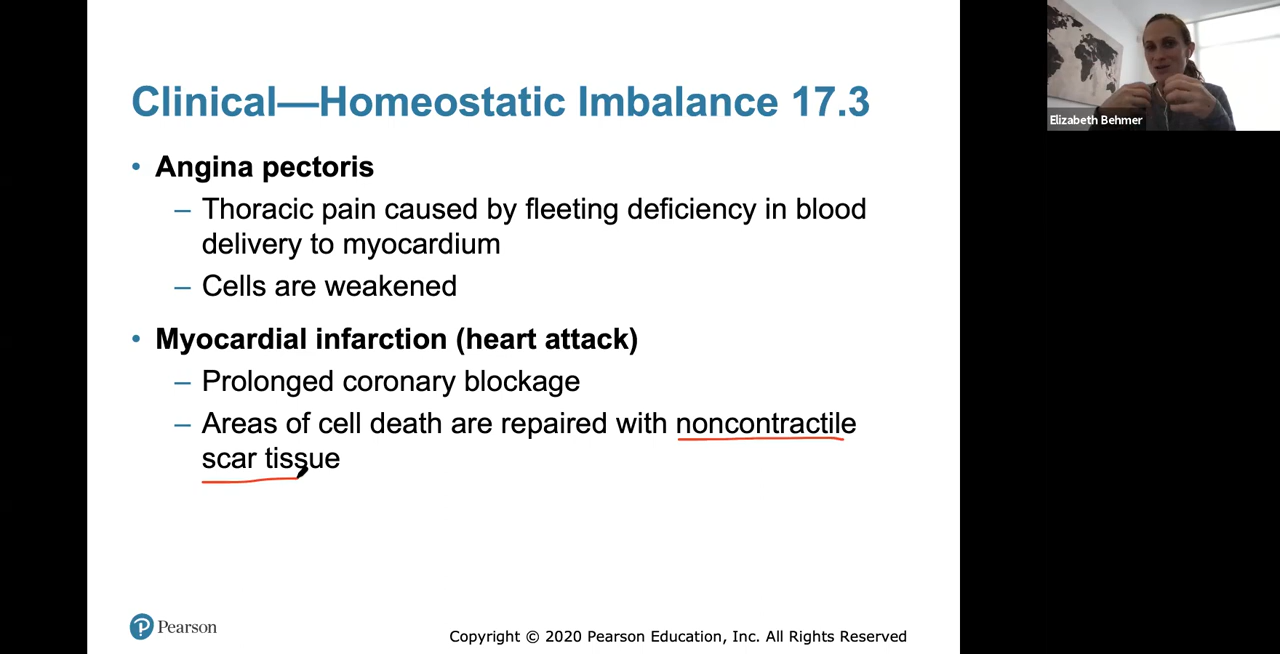 Clinical—Homeostatic Imbalance 17.3
• Angina pectoris
– Thoracic pain caused by fleeting deficiency in blood
delivery to myocardium
– Cells are weakened
• Myocardial infarction (heart attack)
– Prolonged coronary blockage
– Areas of cell death are repaired with noncontractile
scar tissue
Pearson
Copyright © 2020 Pearson Education, Inc. All Rights Reserved
Elizabeth Behmer